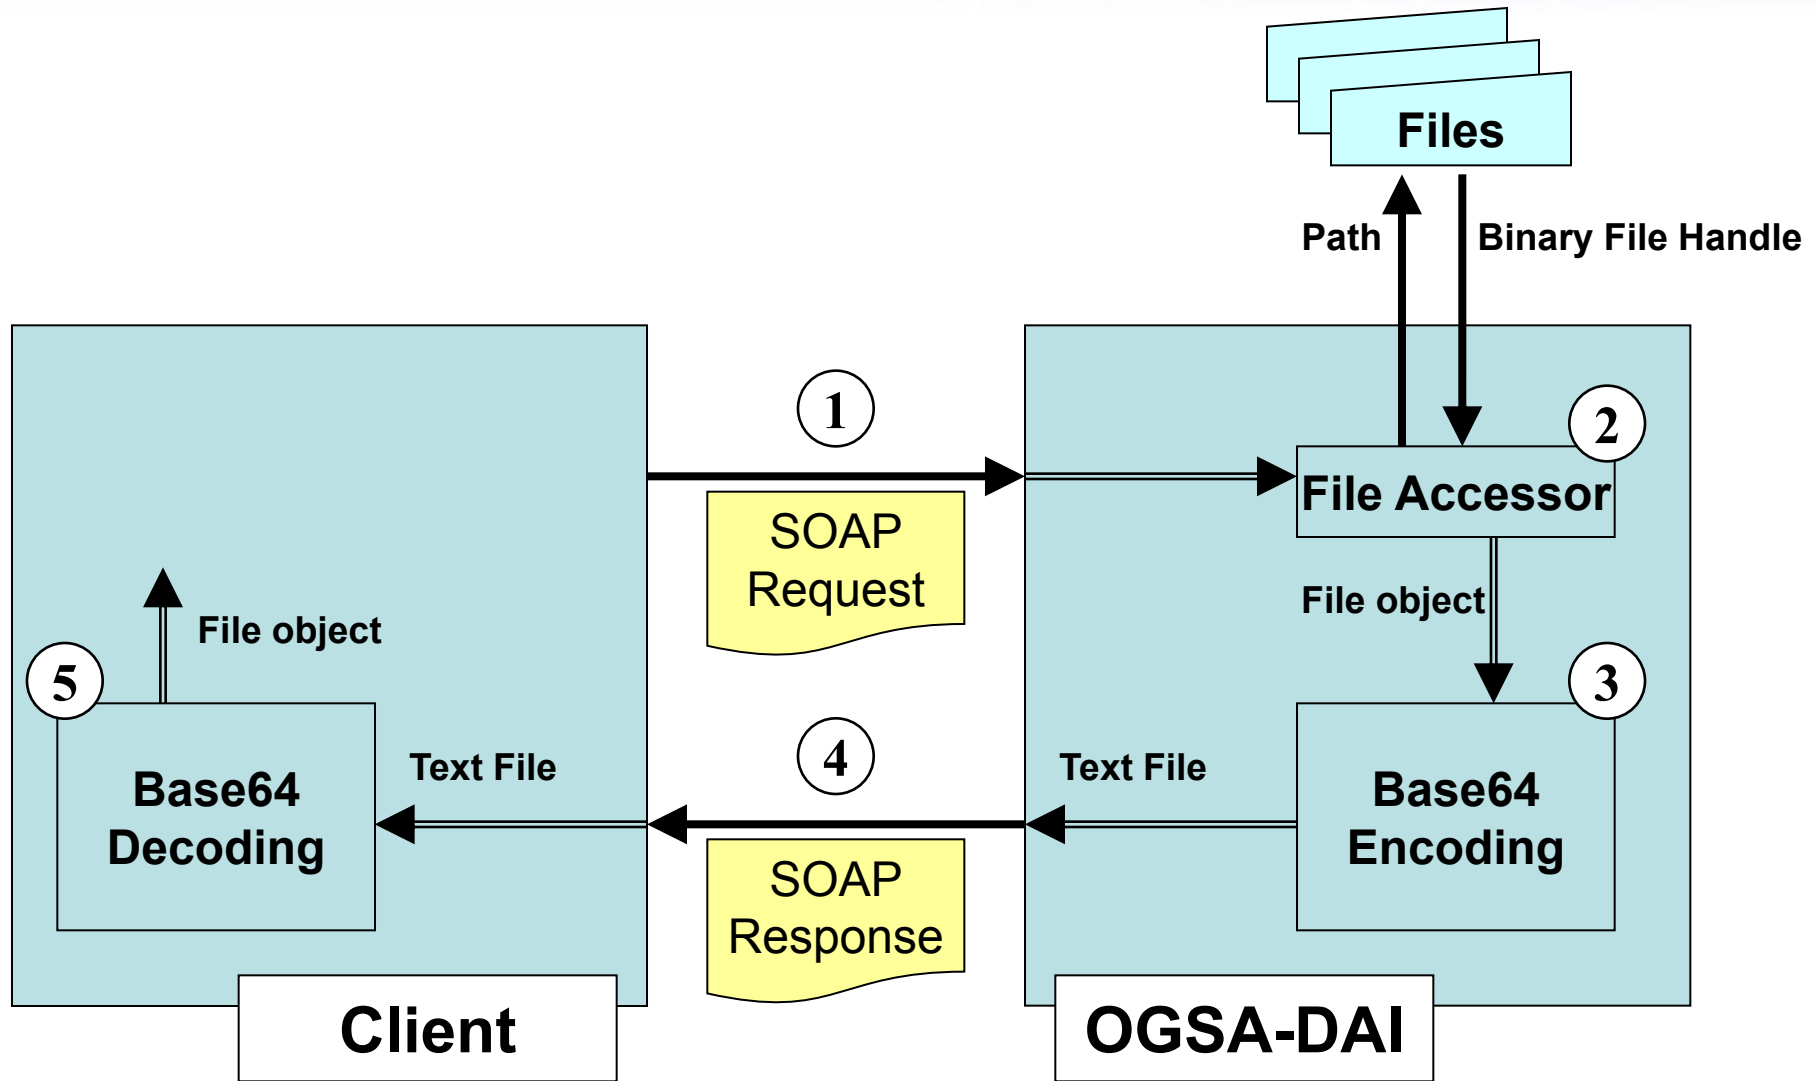 Files
Path
Binary File Handle
1
2
File Accessor
SOAP
Request
File object
File object
5
3
4
Text File
Text File
Base64
Decoding
Base64
Encoding
SOAP
Response
Client
OGSA-DAI